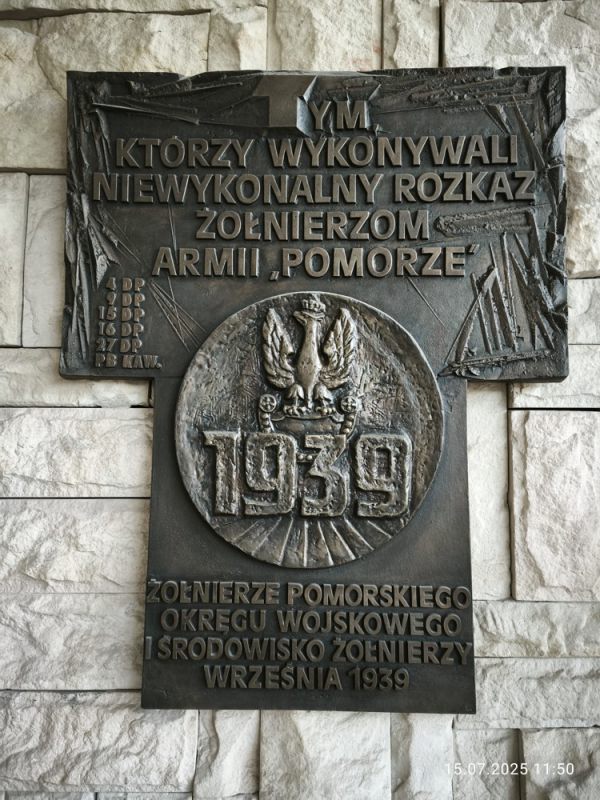 TYM,
KTÓRZY WYKONYWALI
NIEWYKONALNY ROZKAZ
ŻOŁNIERZOM
ARMII „POMORZE”
4 DP
9 DP
15 DP
16 DP
27 DP
PB KAW.
1939
ŻOŁNIERZE POMORSKIEGO
OKRĘGU WOJSKOWEGO
I ŚRODOWISKO ŻOŁNIERZY
WRZEŚNIA 1939
15.07.2025 11:50